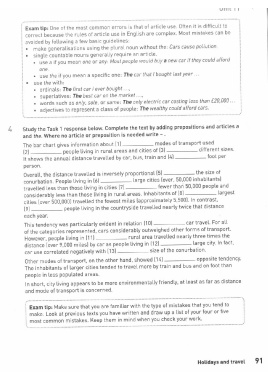 Exam tip: One of the most common errors is that of article use. Often it is difficult to
correct because the rules of article use in English are complex. Most mistakes can be
avoided by following a few basic guidelines:
• make generalisations using the plural noun without the: Cars cause pollution.
• single countable nouns generally require an article.
• use a if you mean one or any: Most people would buy a new car if they could afford
one.
• use the if you mean a specific one: The car that I bought last year ...
• use the with:
• ordinals: The first car I ever bought ...
• superlatives: The best car on the market ...
• words such as only, sole, or same: The only electric car costing less than £20,000 ...
• adjectives to represent a class of people: The wealthy could afford cars.
4 Study the Task 1 response below. Complete the text by adding prepositions and articles a
and the. Where no article or preposition is needed write –.
The bar chart gives information about (1) modes of transport used
(2) people living in rural areas and cities of (3) different sizes.
It shows the annual distance travelled by car, bus, train and (4) foot per
person.
Overall, the distance travelled is inversely proportional (5) the size of
conurbation. People living in (6) large cities (over 50,000 inhabitants)
travelled less than those living in cities (7) fewer than 50,000 people and
considerably less than those living in rural areas. Inhabitants of (8) largest
cities (over 500,000) travelled the fewest miles (approximately 5,500). In contrast,
(9) people living in the countryside travelled nearly twice that distance
each year.
This tendency was particularly evident in relation (10) car travel. For all
of the categories represented, cars considerably outweighed other forms of transport.
However, people living in (11) rural area travelled nearly three times the
distance (over 9,000 miles) by car as people living in (12) large city. In fact,
car use correlated negatively with (13) size of the conurbation.
Other modes of transport, on the other hand, showed (14) opposite tendency.
The inhabitants of larger cities tended to travel more by train and bus and on foot than
people in less populated areas.
In short, city living appears to be more environmentally friendly, at least as far as distance
and mode of transport is concerned.
Exam tip: Make sure that you are familiar with the type of mistakes that you tend to
make. Look at previous texts you have written and draw up a list of your four or five
most common mistakes. Keep them in mind when you check your work.
Holidays and travel 91